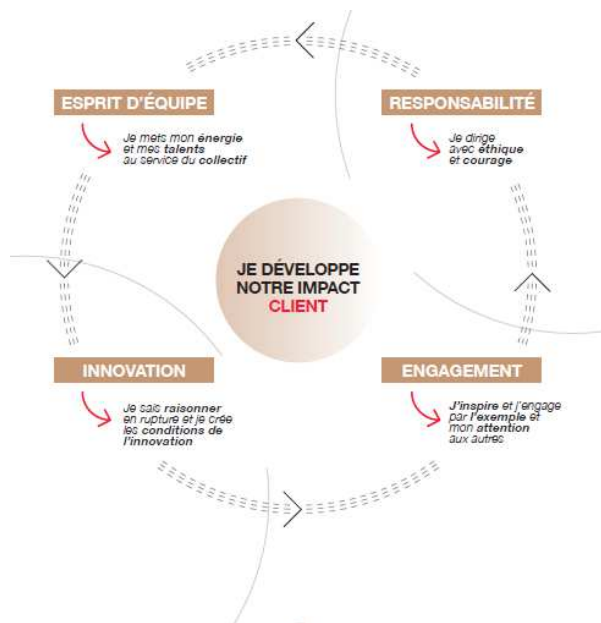 ESPRIT D'ÉQUIPE
Je mets mon énergie
et mes talents
au service du collectif
RESPONSABILITÉ
Je dirige
avec éthique
et courage
JE DÉVELOPPE
NOTRE IMPACT
CLIENT
INNOVATION
Je sais raisonner
en rupture et je crée
les conditions de
l'innovation
ENGAGEMENT
J'inspire et j'engage
par l'exemple et
mon attention
aux autres